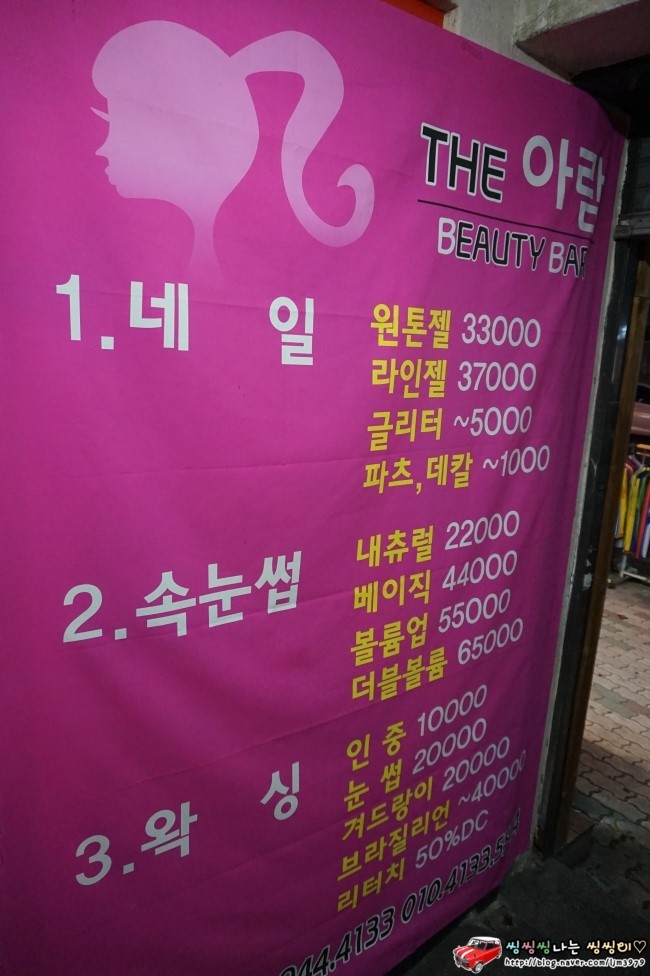 THE 아람
BEAUTY BAR
1. 네 일
원톤젤 33000
라인젤 37000
글리터 ~5000
파츠,데칼 ~1000
2. 속눈썹
내츄럴 22000
베이직 44000
볼륨업 55000
더블볼륨 65000
3. 왁 싱
인 중 10000
눈 썹 20000
겨드랑이 20000
브라질리언 ~40000
리터치 50%DC
씽씽씽나는 씽씽이♡